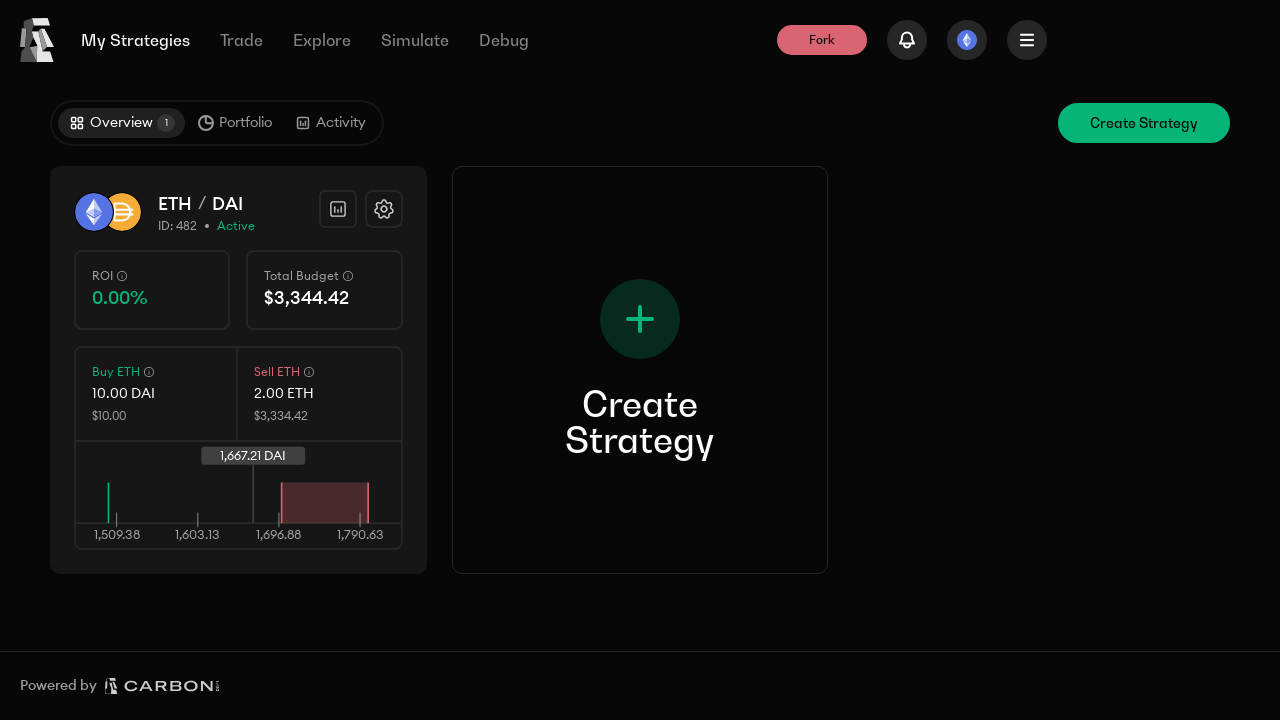 My Strategies Trade Explore Simulate Debug Fork
Overview 1 Portfolio Activity Create Strategy
ETH / DAI
ID: 482 • Active
ROI
0.00%
Total Budget
$3,344.42
Buy ETH
10.00 DAI
$10.00
Sell ETH
2.00 ETH
$3,334.42
1,667.21 DAI
1,509.38 1,603.13 1,696.88 1,790.63
Create
Strategy
Powered by CARBON